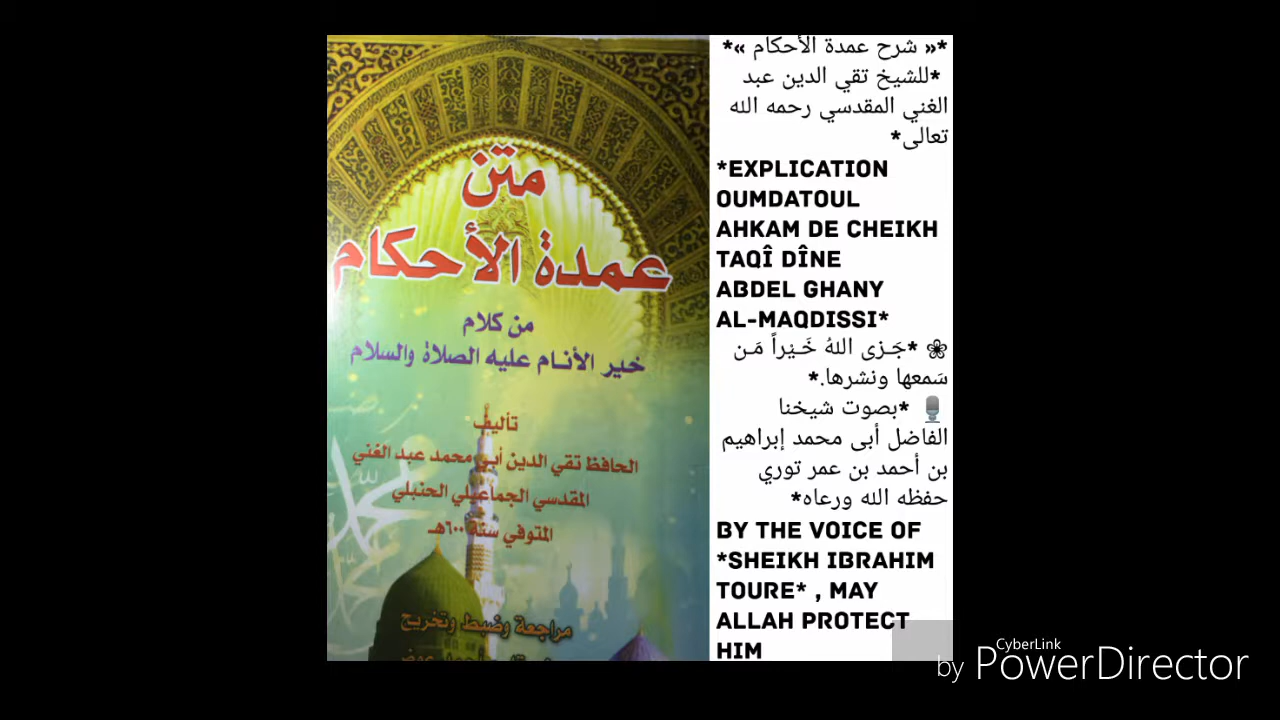 متن
عمدة الأحكام
من كلام
خير الأنام عليه الصلاة والسلام
تأليف
الحافظ تقي الدين أبي محمد عبد الغني
المقدسي الجماعيلي الحنبلي
المتوفي سنة ٦٠٠هـ
مراجعة وضبط وتخريج
*« شرح عمدة الأحكام »*
*للشيخ تقي الدين عبد
الغني المقدسي رحمه الله
تعالى*
*EXPLICATION
OUMDATOUL
AHKAM DE CHEIKH
TAQÎ DÎNE
ABDEL GHANY
AL-MAQDISSI*
❀ *جَـزى اللهُ خَـيْراً مَـن
سَمعها ونشرها.*
🎙 *بصوت شيخنا
الفاضل أبى محمد إبراهيم
بن أحمد بن عمر توري
حفظه الله ورعاه*
BY THE VOICE OF
*SHEIKH IBRAHIM
TOURE* , MAY
ALLAH PROTECT
HIM
CyberLink
by PowerDirector